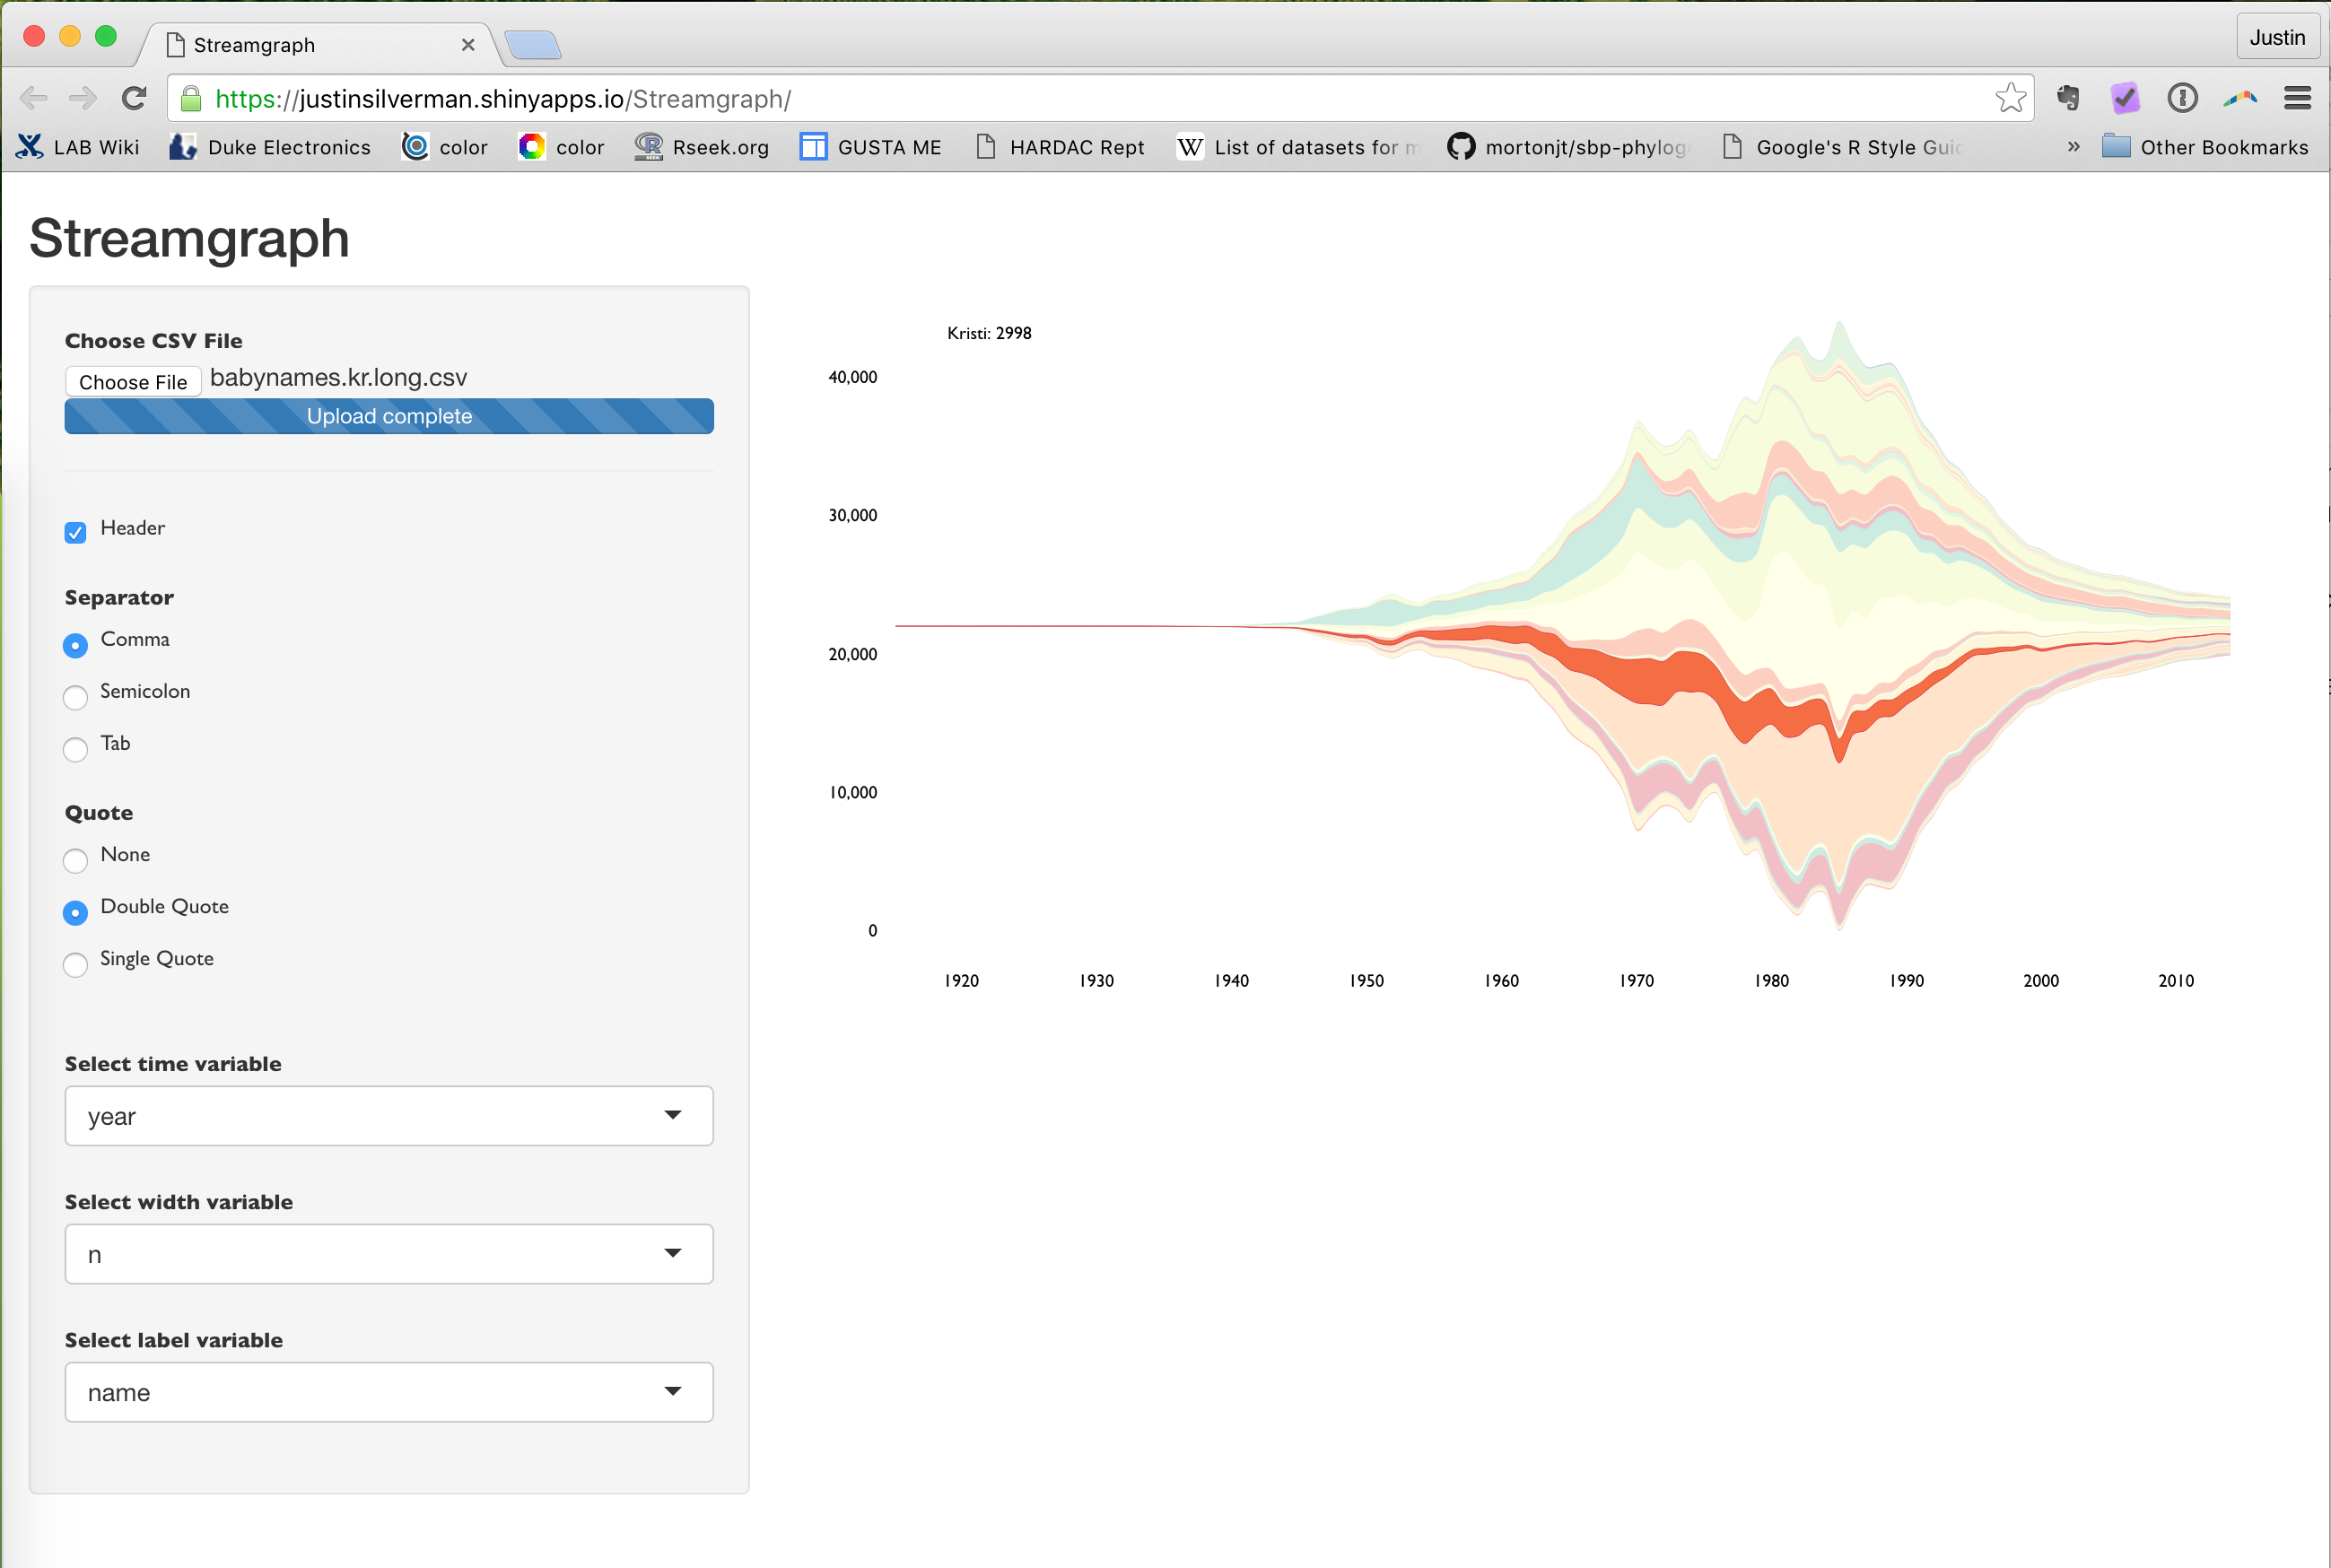 Streamgraph
Justin
https://justinsilverman.shinyapps.io/Streamgraph/
LAB Wiki Duke Electronics color color Rseek.org GUSTA ME HARDAC Rept List of datasets for m mortonjt/sbp-phylog Google's R Style Gui » Other Bookmarks
Streamgraph
Choose CSV File
Choose File babynames.kr.long.csv
Upload complete
Header
Separator
Comma
Semicolon
Tab
Quote
None
Double Quote
Single Quote
Select time variable
year
Select width variable
n
Select label variable
name
Kristi: 2998
40,000
30,000
20,000
10,000
0
1920 1930 1940 1950 1960 1970 1980 1990 2000 2010